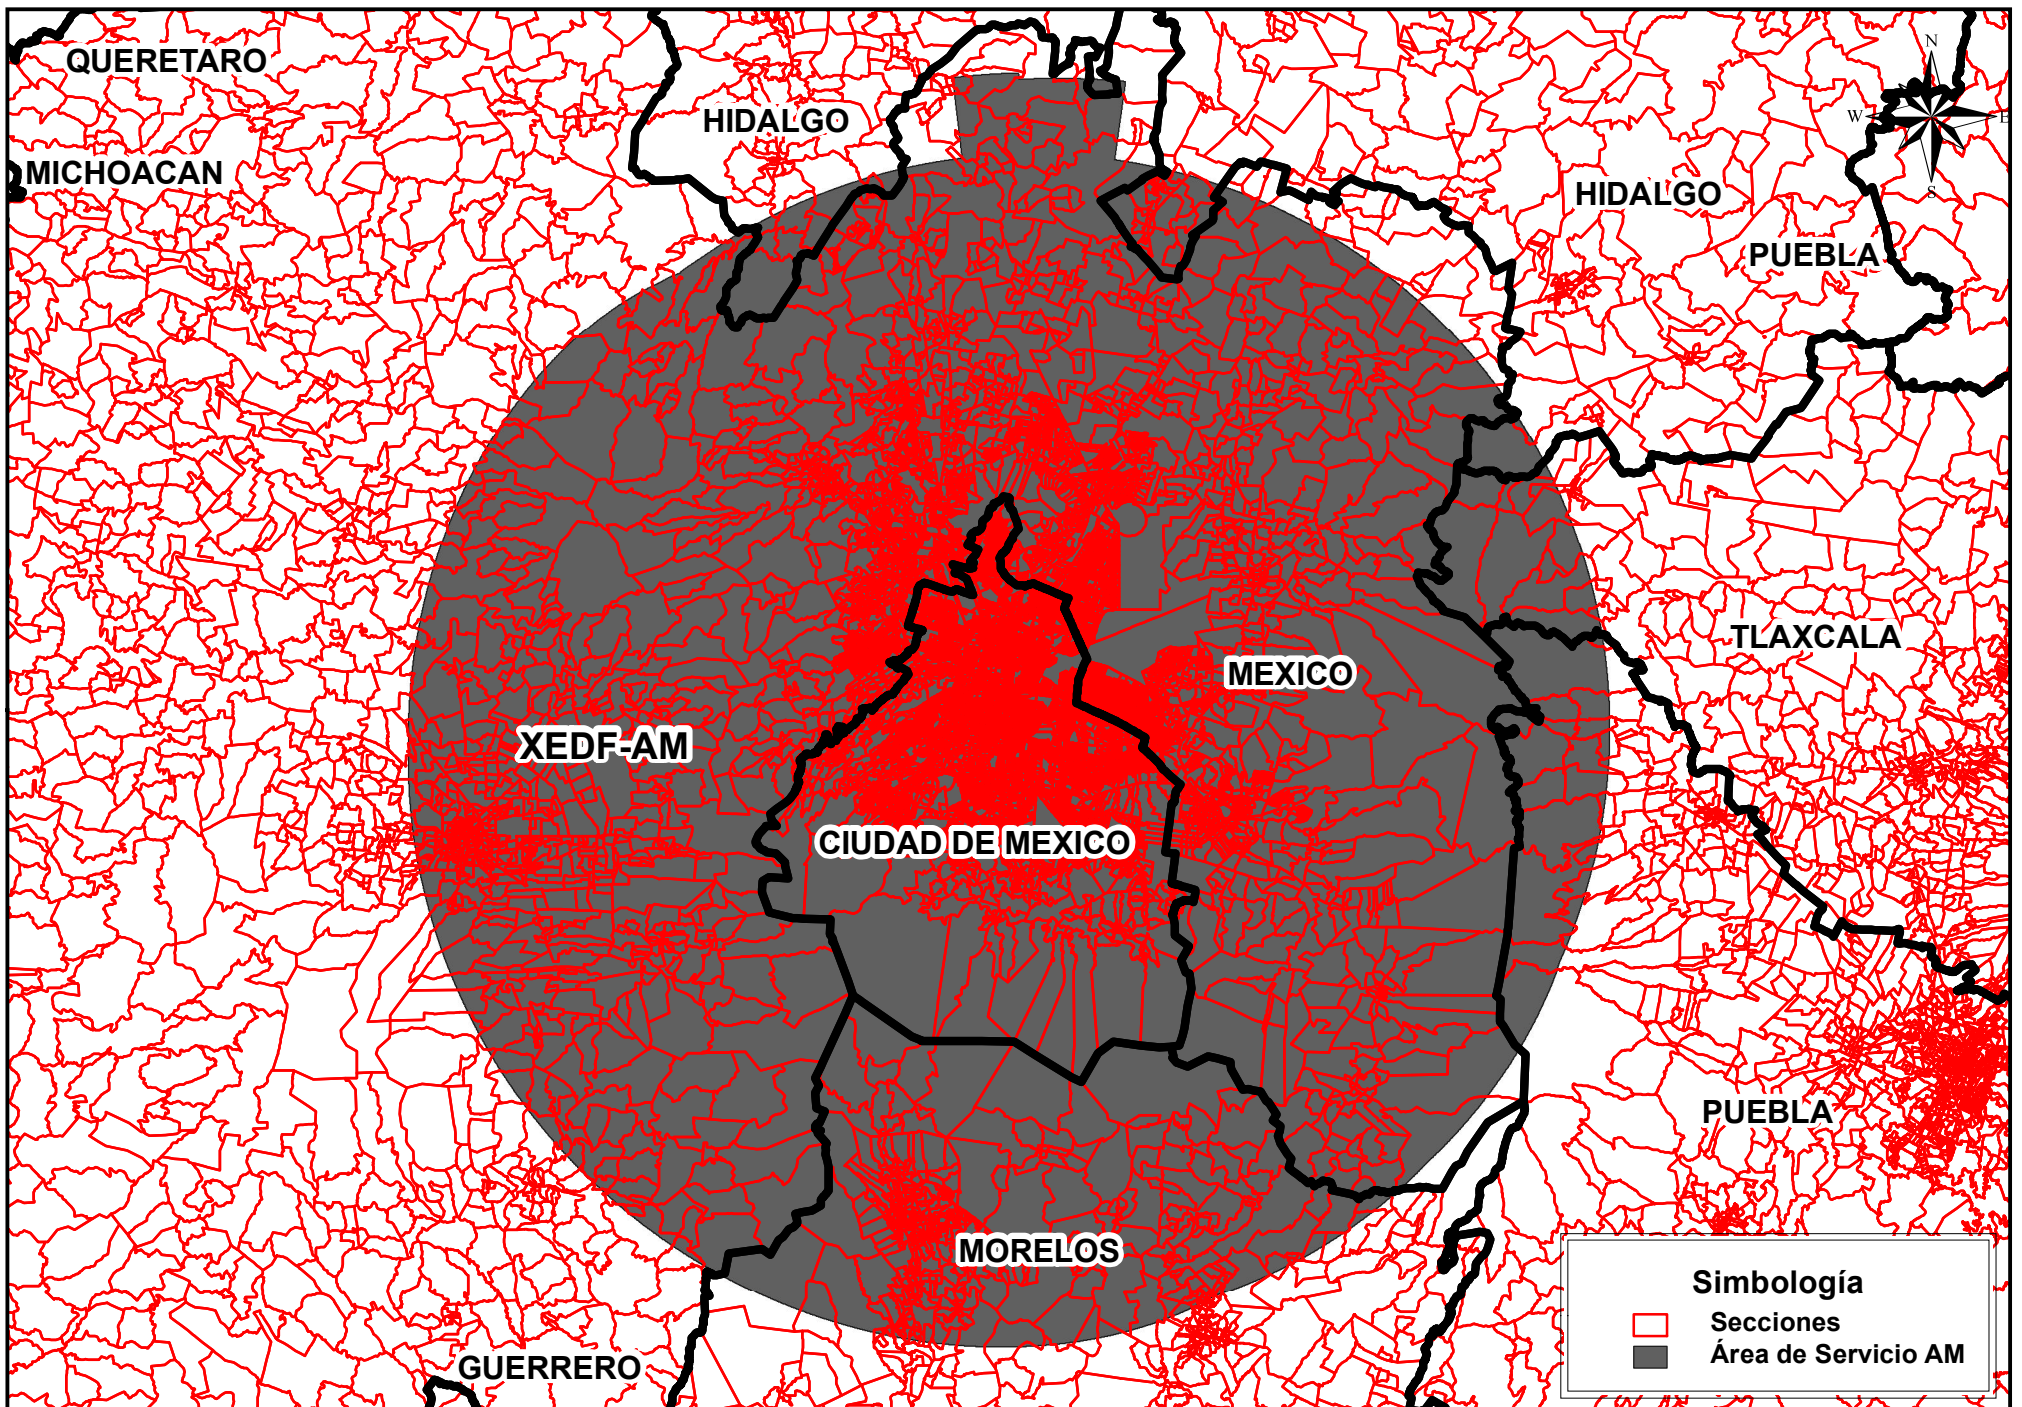 QUERETARO
N
HIDALGO
W
E
MICHOACAN
HIDALGO
S
PUEBLA
TLAXCALA
MEXICO
XEDF-AM
CIUDAD DE MEXICO
PUEBLA
MORELOS
GUERRERO
Simbología
Secciones
Área de Servicio AM